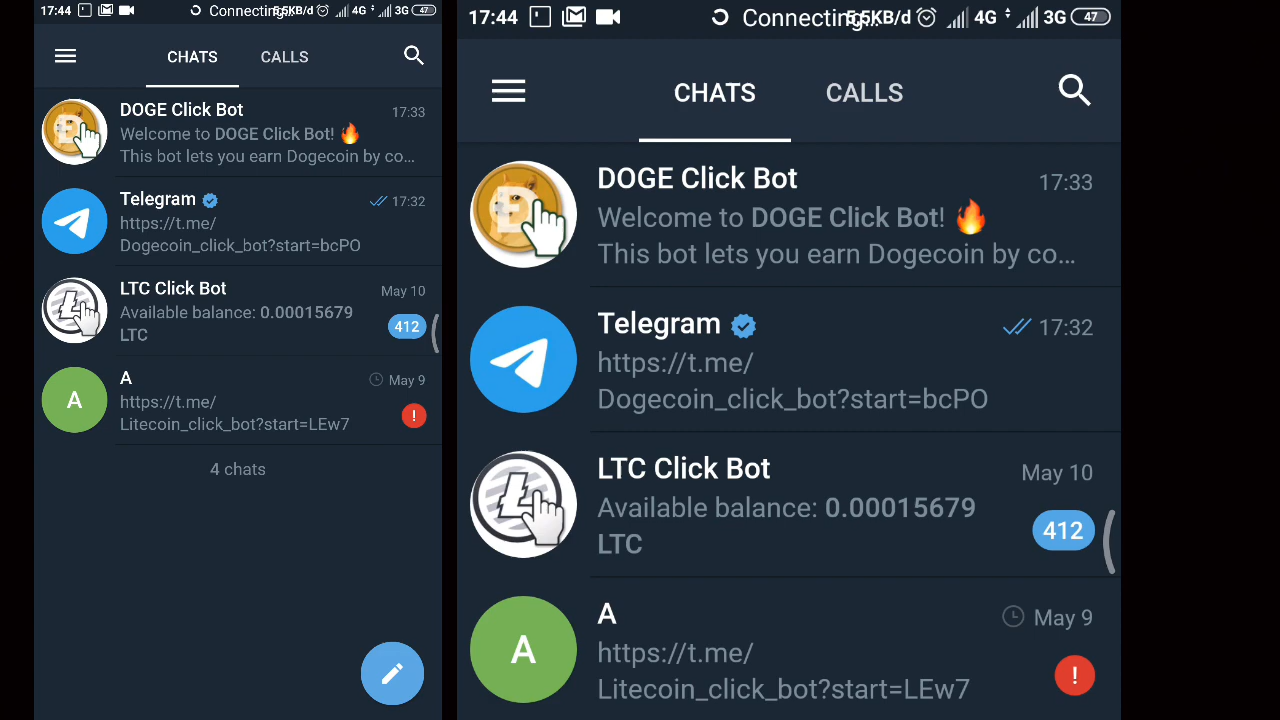 17:44 Connecting... 5,5KB/d 4G 3G 47
CHATS CALLS
DOGE Click Bot 17:33
Welcome to DOGE Click Bot! 🔥
This bot lets you earn Dogecoin by co...
Telegram 17:32
https://t.me/
Dogecoin_click_bot?start=bcPO
LTC Click Bot May 10
Available balance: 0.00015679
LTC 412
A A May 9
https://t.me/
Litecoin_click_bot?start=LEw7 !
4 chats
17:44 Connecting... 5,5KB/d 4G 3G 47
CHATS CALLS
DOGE Click Bot 17:33
Welcome to DOGE Click Bot! 🔥
This bot lets you earn Dogecoin by co...
Telegram 17:32
https://t.me/
Dogecoin_click_bot?start=bcPO
LTC Click Bot May 10
Available balance: 0.00015679
LTC 412
A A May 9
https://t.me/
Litecoin_click_bot?start=LEw7 !